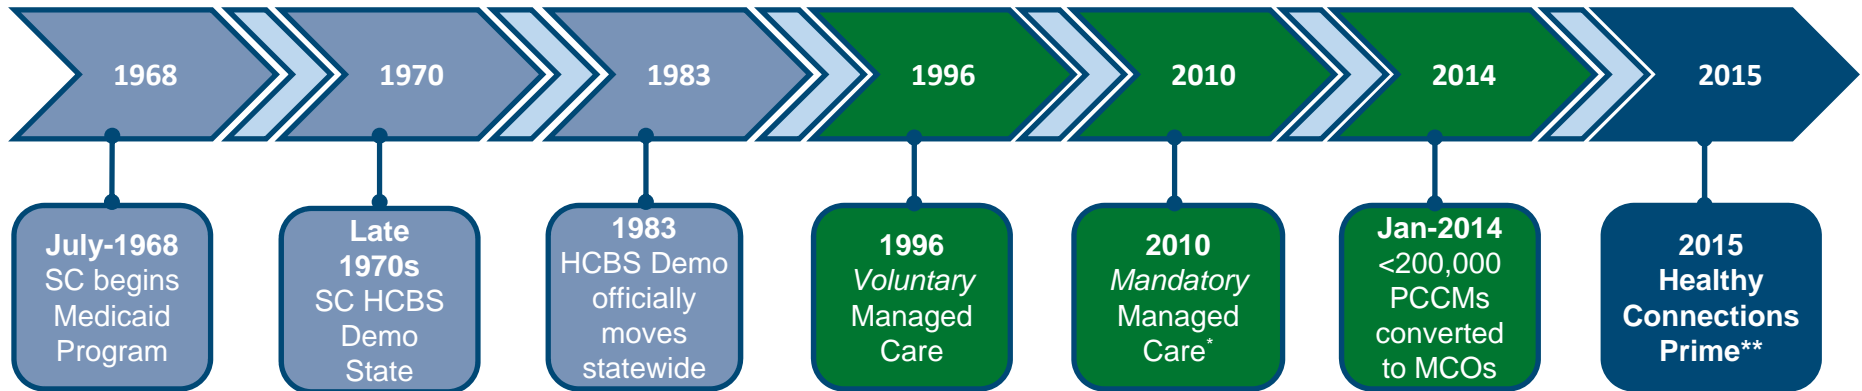 1968
1970
1983
1996
2010
2014
2015
July-1968
SC begins
Medicaid
Program
Late
1970s
SC HCBS
Demo
State
1983
HCBS Demo
officially
moves
statewide
1996
Voluntary
Managed
Care
2010
Mandatory
Managed
Care*
Jan-2014
<200,000
PCCMs
converted
to MCOs
2015
Healthy
Connections
Prime**